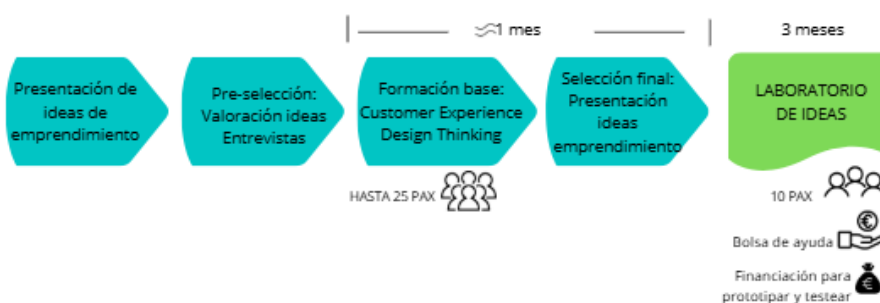 ≈1 mes
3 meses
Presentación de
ideas de
emprendimiento
Pre-selección:
Valoración ideas
Entrevistas
Formación base:
Customer Experience
Design Thinking
Selección final:
Presentación
ideas
emprendimiento
LABORATORIO
DE IDEAS
HASTA 25 PAX
10 PAX
Bolsa de ayuda
Financiación para
prototipar y testear